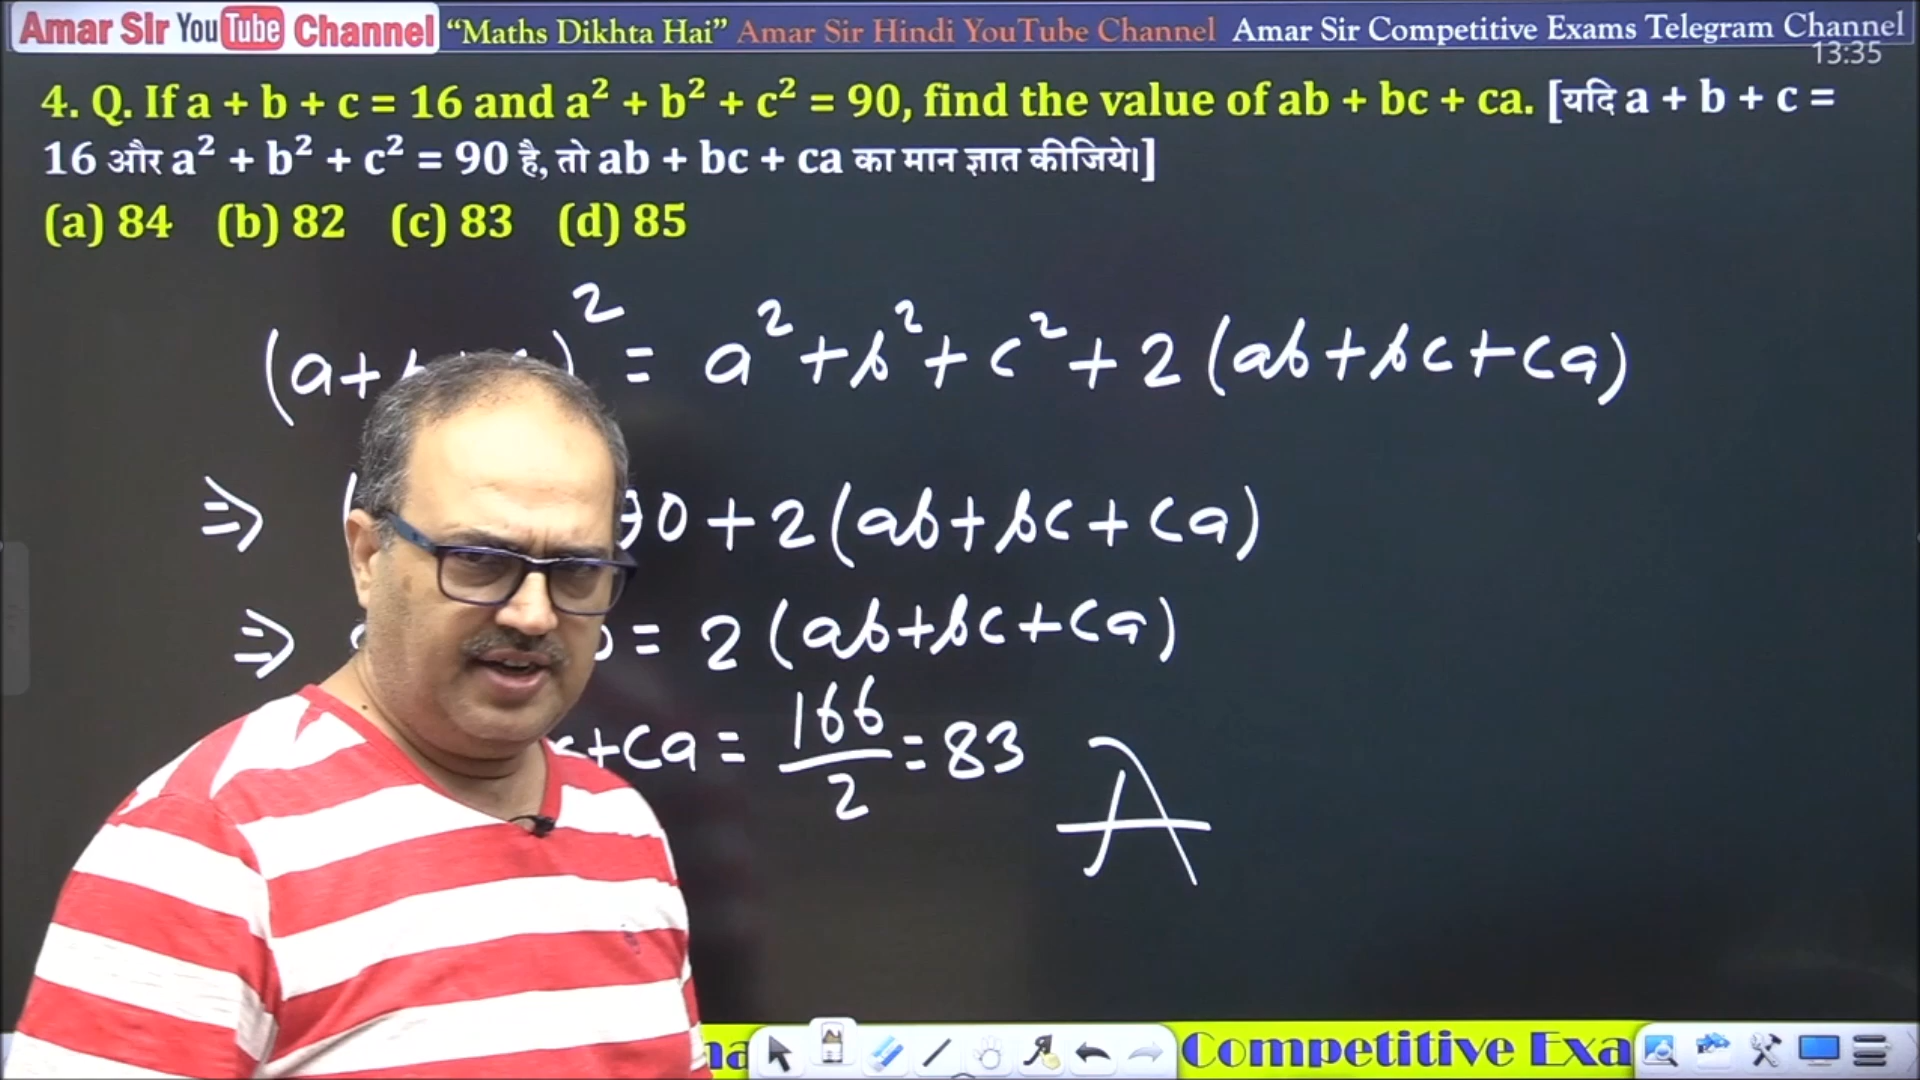 Amar Sir YouTube Channel "Maths Dikhta Hai" Amar Sir Hindi YouTube Channel Amar Sir Competitive Exams Telegram Channel
13:35
4. Q. If a + b + c = 16 and a² + b² + c² = 90, find the value of ab + bc + ca. [यदि a + b + c =
16 और a² + b² + c² = 90 है, तो ab + bc + ca का मान ज्ञात कीजिये।]
(a) 84 (b) 82 (c) 83 (d) 85
(a+ )² = a²+b²+c²+2(ab+bc+ca)
⇒ 90+2(ab+bc+ca)
⇒ = 2(ab+bc+ca)
+ca = 166/2 = 83 A
Competitive Exa